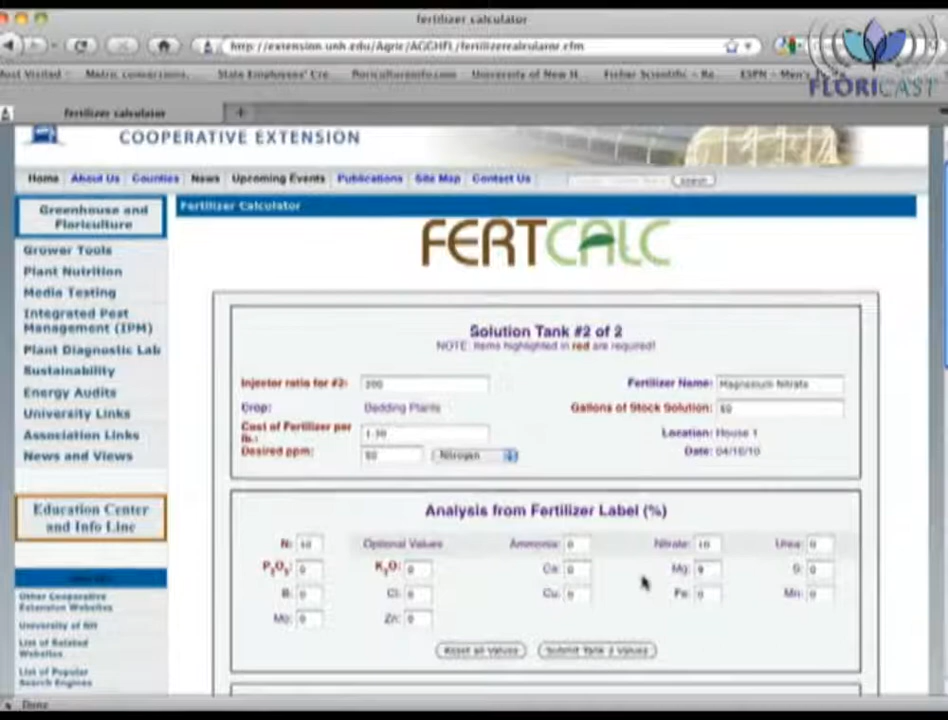 fertilizer calculator
http://extension.unh.edu/Agric/AGGHFL/fertilizercalculator.cfm
FLORICAST
Most Visited Metric conversions. State Employees' Cre. floricultureinfo.com University of New H. Fisher Scientific - Re ESPN - Men's
fertilizer calculator +
COOPERATIVE EXTENSION
Home About Us Counties News Upcoming Events Publications Site Map Contact Us search
Greenhouse and
Floriculture
Grower Tools
Plant Nutrition
Media Testing
Integrated Pest
Management (IPM)
Plant Diagnostic Lab
Sustainability
Energy Audits
University Links
Association Links
News and Views
Education Center
and Info Line
Other Cooperative
Extension Websites
University of NH
List of Related
Websites
List of Popular
Search Engines
Fertilizer Calculator
FERTCALC
Solution Tank #2 of 2
NOTE: Items highlighted in red are required!
Injector ratio for #2: 200 Fertilizer Name: Magnesium Nitrate
Crop: Bedding Plants Gallons of Stock Solution: 50
Cost of Fertilizer per
lb.: 1.30 Location: House 1
Desired ppm: 50 Nitrogen Date: 04/10/10
Analysis from Fertilizer Label (%)
N: 10 Optional Values Ammonia: 0 Nitrate: 10 Urea: 0
P2O5: 0 K2O: 0 Ca: 0 Mg: 9 S: 0
B: 0 Cl: 0 Cu: 0 Fe: 0 Mn: 0
Mo: 0 Zn: 0
Reset all Values Submit Tank 2 Values
Done